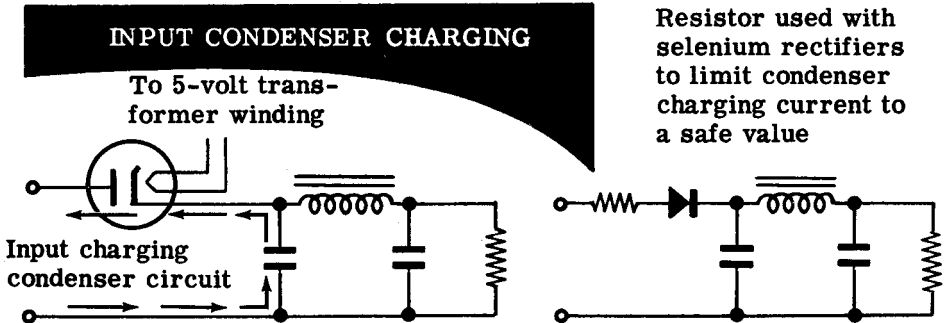 INPUT CONDENSER CHARGING
To 5-volt trans-
former winding
Input charging
condenser circuit
Resistor used with
selenium rectifiers
to limit condenser
charging current to
a safe value